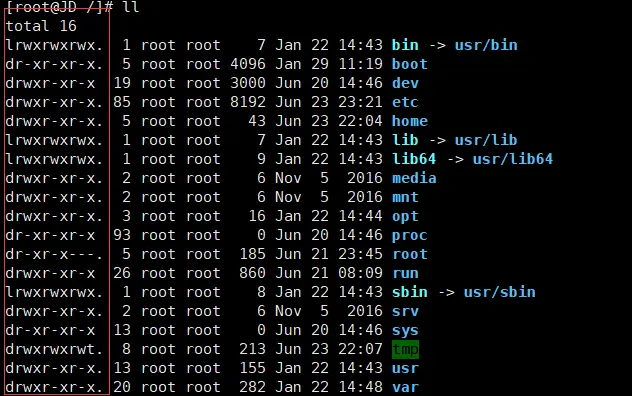 [root@JD /]# ll
total 16
lrwxrwxrwx.  1 root root    7 Jan 22 14:43 bin -> usr/bin
dr-xr-xr-x.  5 root root 4096 Jan 29 11:19 boot
drwxr-xr-x  19 root root 3000 Jun 20 14:46 dev
drwxr-xr-x. 85 root root 8192 Jun 23 23:21 etc
drwxr-xr-x.  5 root root   43 Jun 23 22:04 home
lrwxrwxrwx.  1 root root    7 Jan 22 14:43 lib -> usr/lib
lrwxrwxrwx.  1 root root    9 Jan 22 14:43 lib64 -> usr/lib64
drwxr-xr-x.  2 root root    6 Nov  5  2016 media
drwxr-xr-x.  2 root root    6 Nov  5  2016 mnt
drwxr-xr-x.  3 root root   16 Jan 22 14:44 opt
dr-xr-xr-x  93 root root    0 Jun 20 14:46 proc
dr-xr-x---.  5 root root  185 Jun 21 23:45 root
drwxr-xr-x  26 root root  860 Jun 21 08:09 run
lrwxrwxrwx.  1 root root    8 Jan 22 14:43 sbin -> usr/sbin
drwxr-xr-x.  2 root root    6 Nov  5  2016 srv
dr-xr-xr-x  13 root root    0 Jun 20 14:46 sys
drwxrwxrwt.  8 root root  213 Jun 23 22:07 tmp
drwxr-xr-x. 13 root root  155 Jan 22 14:43 usr
drwxr-xr-x. 20 root root  282 Jan 22 14:48 var